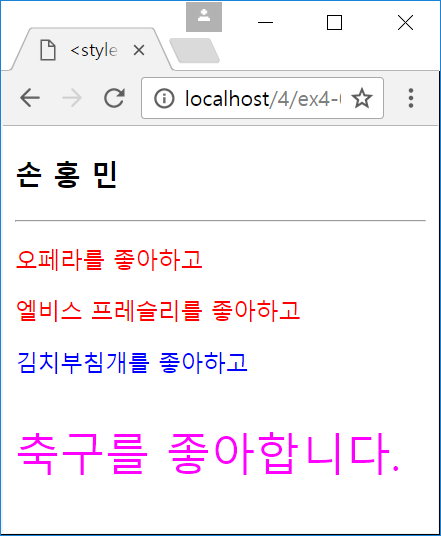 <style
localhost/4/ex4-
손 홍 민
오페라를 좋아하고
엘비스 프레슬리를 좋아하고
김치부침개를 좋아하고
축구를 좋아합니다.